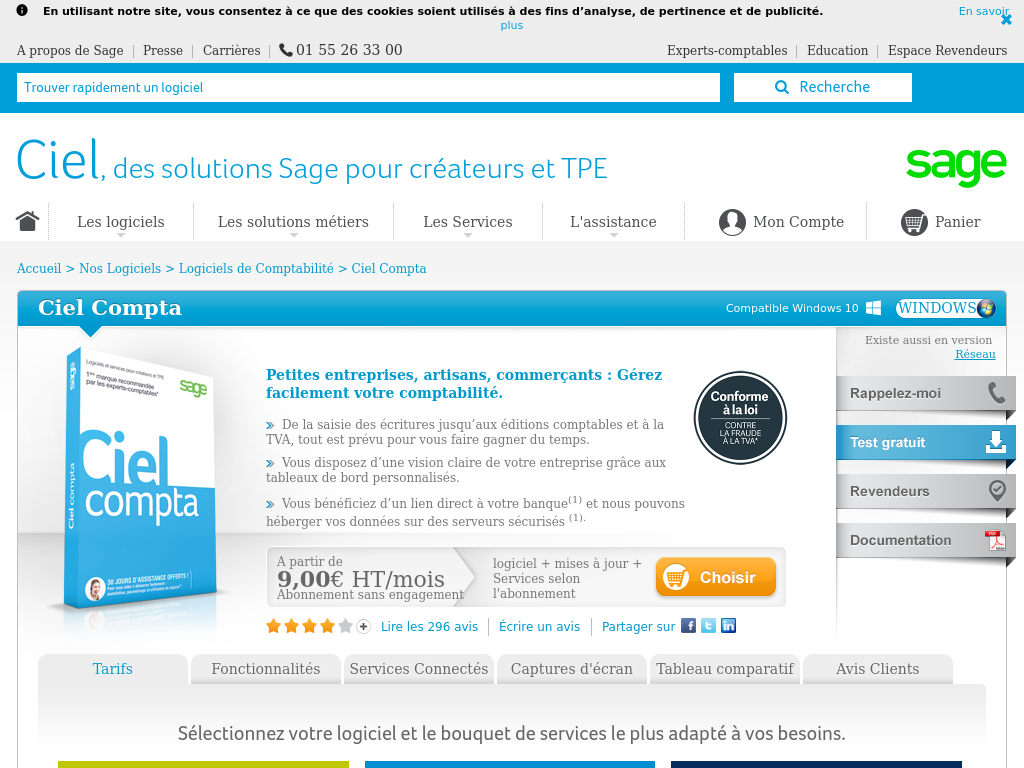 En utilisant notre site, vous consentez à ce que des cookies soient utilisés à des fins d’analyse, de pertinence et de publicité. En savoir
plus
A propos de Sage
Presse
Carrières
01 55 26 33 00
Experts-comptables
Education
Espace Revendeurs
Trouver rapidement un logiciel
Recherche
Ciel, des solutions Sage pour créateurs et TPE
sage
Les logiciels
Les solutions métiers
Les Services
L'assistance
Mon Compte
Panier
Accueil > Nos Logiciels > Logiciels de Comptabilité > Ciel Compta
Ciel Compta
Compatible Windows 10
WINDOWS
Existe aussi en version
Réseau
sage
Logiciels et services pour créateurs et TPE
1ère marque recommandée
par les experts-comptables*
sage
Ciel
compta
Ciel compta
30 JOURS D'ASSISTANCE OFFERTS !
Petites entreprises, artisans, commerçants : Gérez
facilement votre comptabilité.
De la saisie des écritures jusqu’aux éditions comptables et à la
TVA, tout est prévu pour vous faire gagner du temps.
Vous disposez d’une vision claire de votre entreprise grâce aux
tableaux de bord personnalisés.
Vous bénéficiez d’un lien direct à votre banque(1) et nous pouvons
héberger vos données sur des serveurs sécurisés (1).
Conforme
à la loi
CONTRE
LA FRAUDE
À LA TVA*
Rappelez-moi
Test gratuit
Revendeurs
Documentation
A partir de
9,00€ HT/mois
Abonnement sans engagement
logiciel + mises à jour +
Services selon
l'abonnement
Choisir
Lire les 296 avis
Écrire un avis
Partager sur
Tarifs
Fonctionnalités
Services Connectés
Captures d'écran
Tableau comparatif
Avis Clients
Sélectionnez votre logiciel et le bouquet de services le plus adapté à vos besoins.